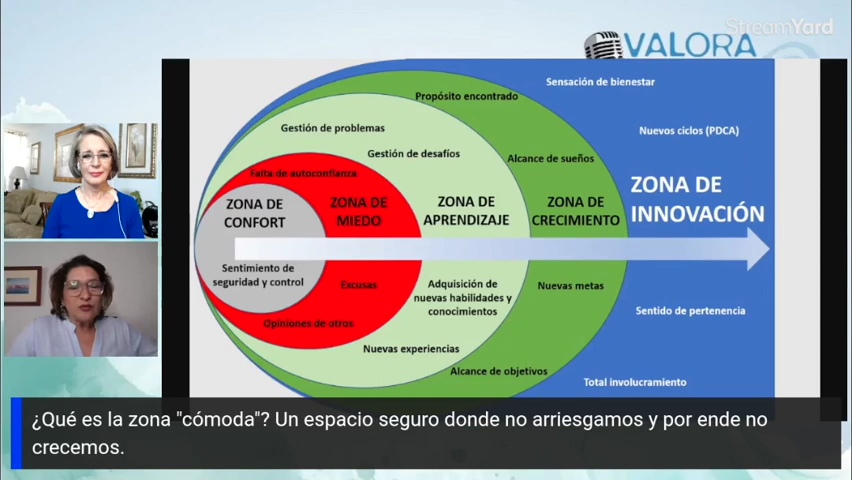 StreamYard
VALORA
Sensación de bienestar
Propósito encontrado
Nuevos ciclos (PDCA)
Gestión de problemas
Gestión de desafíos
Alcance de sueños
Falta de autoconfianza
ZONA DE
CONFORT
ZONA DE
MIEDO
ZONA DE
APRENDIZAJE
ZONA DE
CRECIMIENTO
ZONA DE
INNOVACIÓN
Sentimiento de
seguridad y control
Excusas
Adquisición de
nuevas habilidades y
conocimientos
Nuevas metas
Opiniones de otros
Sentido de pertenencia
Nuevas experiencias
Alcance de objetivos
Total involucramiento
¿Qué es la zona "cómoda"? Un espacio seguro donde no arriesgamos y por ende no
crecemos.